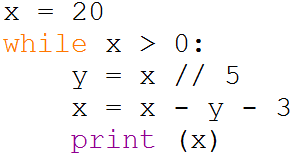 x = 20
while x > 0:
    y = x // 5
    x = x - y - 3
    print (x)